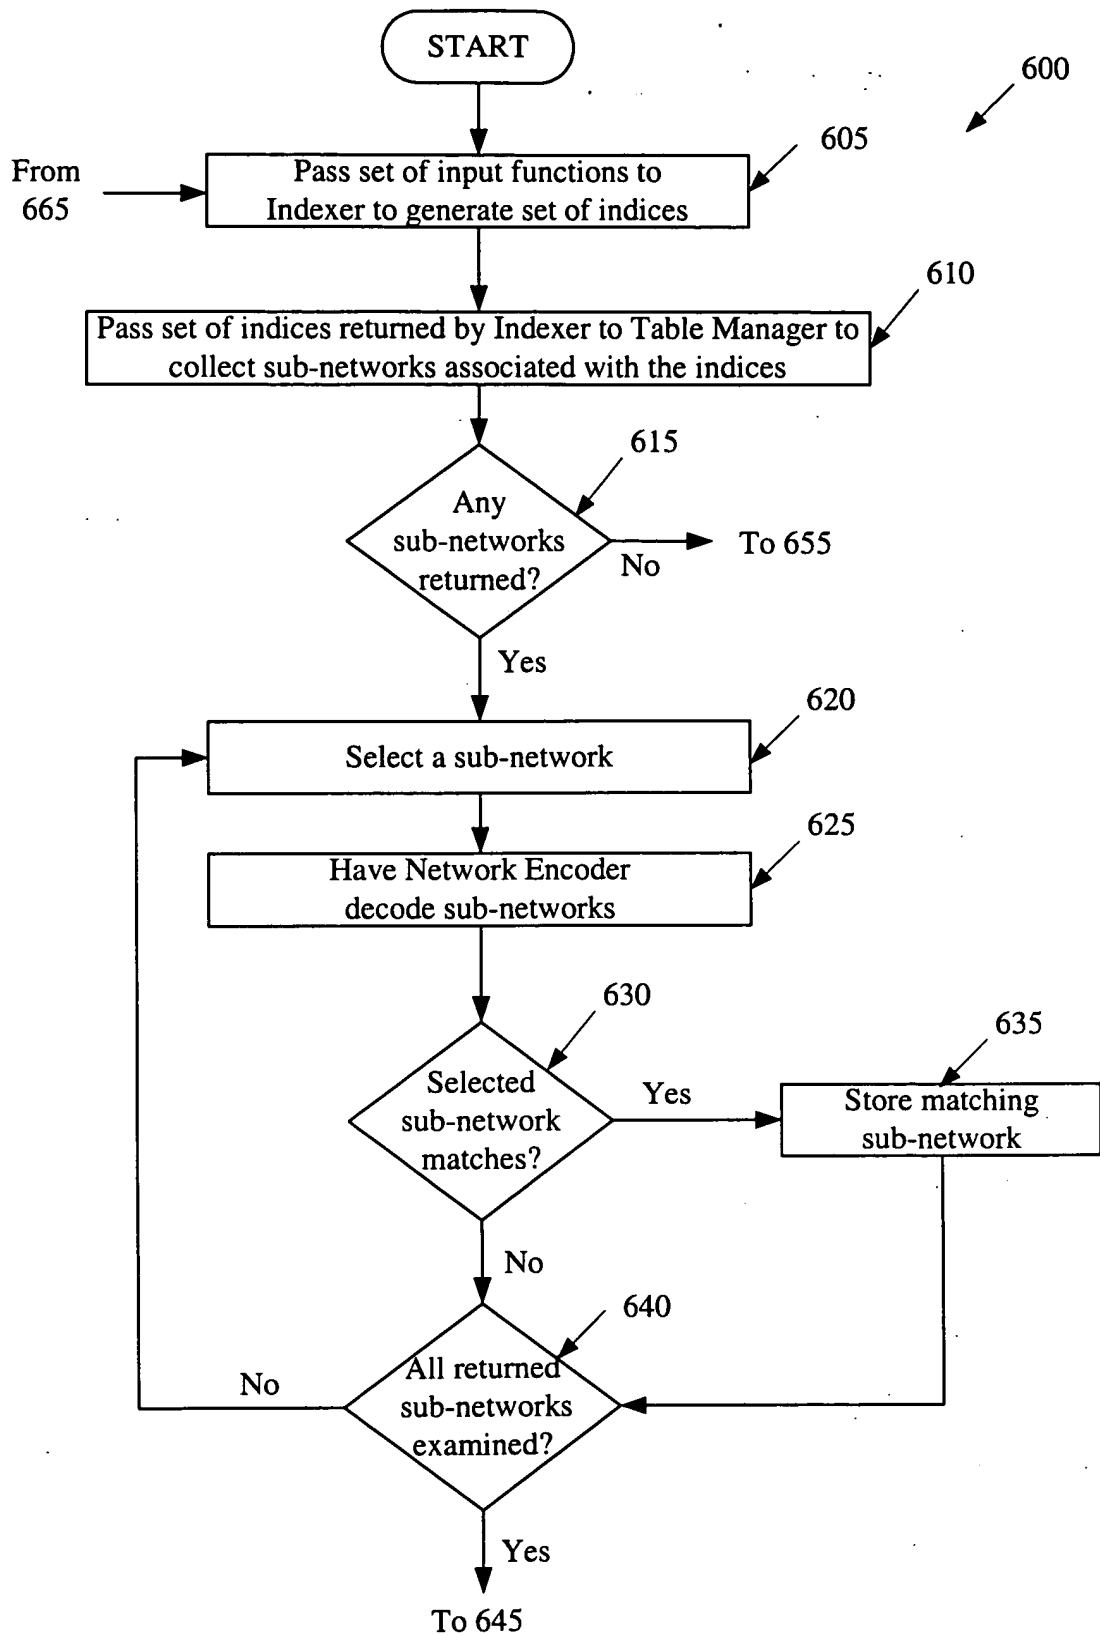 START
600
605
From
665
Pass set of input functions to
Indexer to generate set of indices
610
Pass set of indices returned by Indexer to Table Manager to
collect sub-networks associated with the indices
615
Any
sub-networks
returned?
No
To 655
Yes
620
Select a sub-network
625
Have Network Encoder
decode sub-networks
630
Selected
sub-network
matches?
Yes
635
Store matching
sub-network
No
640
All returned
sub-networks
examined?
No
Yes
To 645